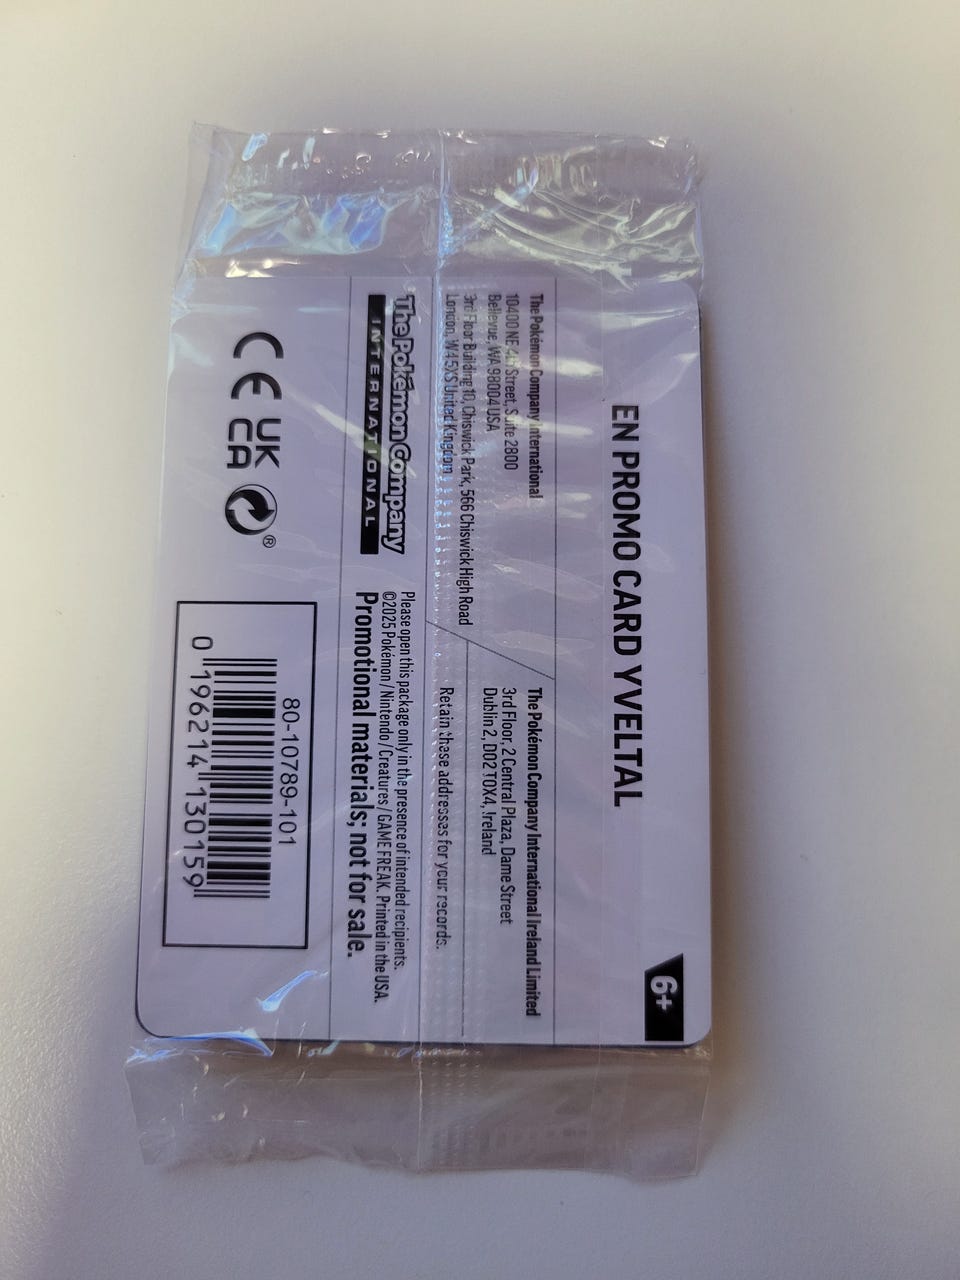 6+
EN PROMO CARD YVELTAL
The Pokémon Company International
10400 NE 4th Street, Suite 2800
Bellevue, WA 98004 USA
3rd Floor Building 10, Chiswick Park, 566 Chiswick High Road
London, W4 5XS United Kingdom
The Pokémon Company International Ireland Limited
3rd Floor, 2 Central Plaza, Dame Street
Dublin 2, D02 T0X4, Ireland
Retain these addresses for your records.
The Pokémon Company
INTERNATIONAL
Please open this package only in the presence of intended recipients.
©2025 Pokémon / Nintendo / Creatures / GAME FREAK. Printed in the USA.
Promotional materials; not for sale.
CE
UK
CA
®
80-10789-101
0 196214 130159